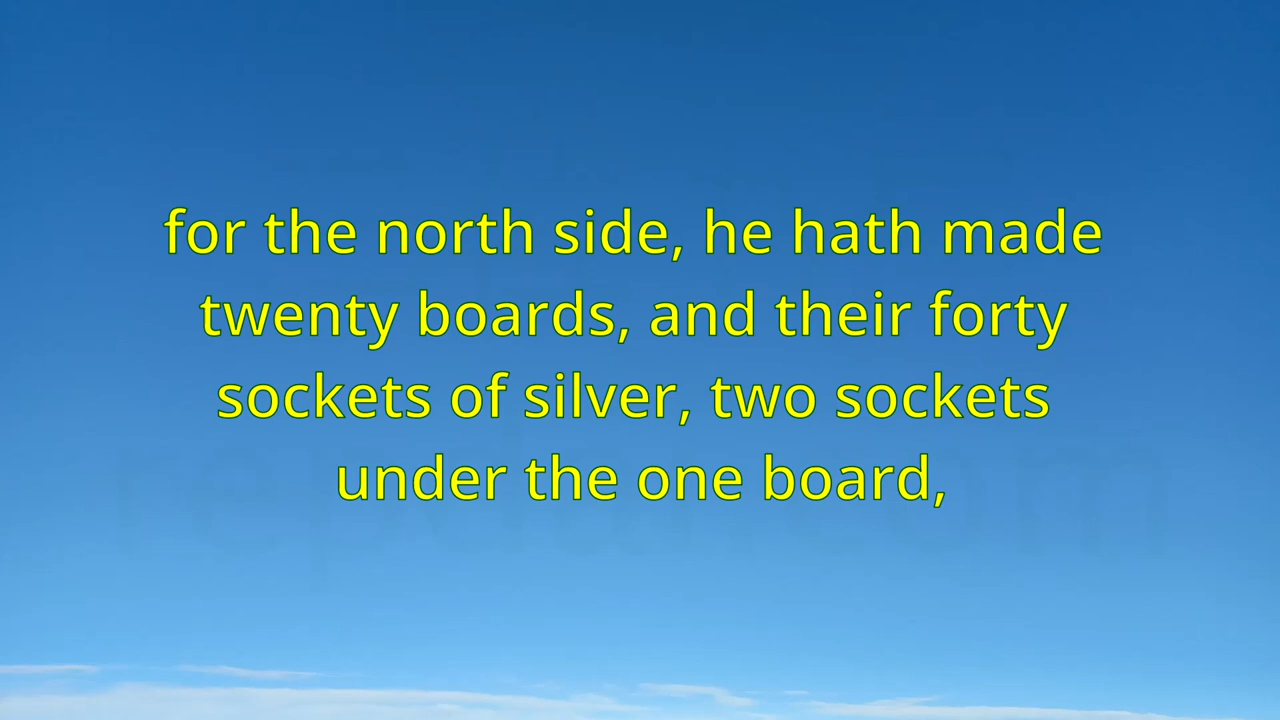 for the north side, he hath made
twenty boards, and their forty
sockets of silver, two sockets
under the one board,